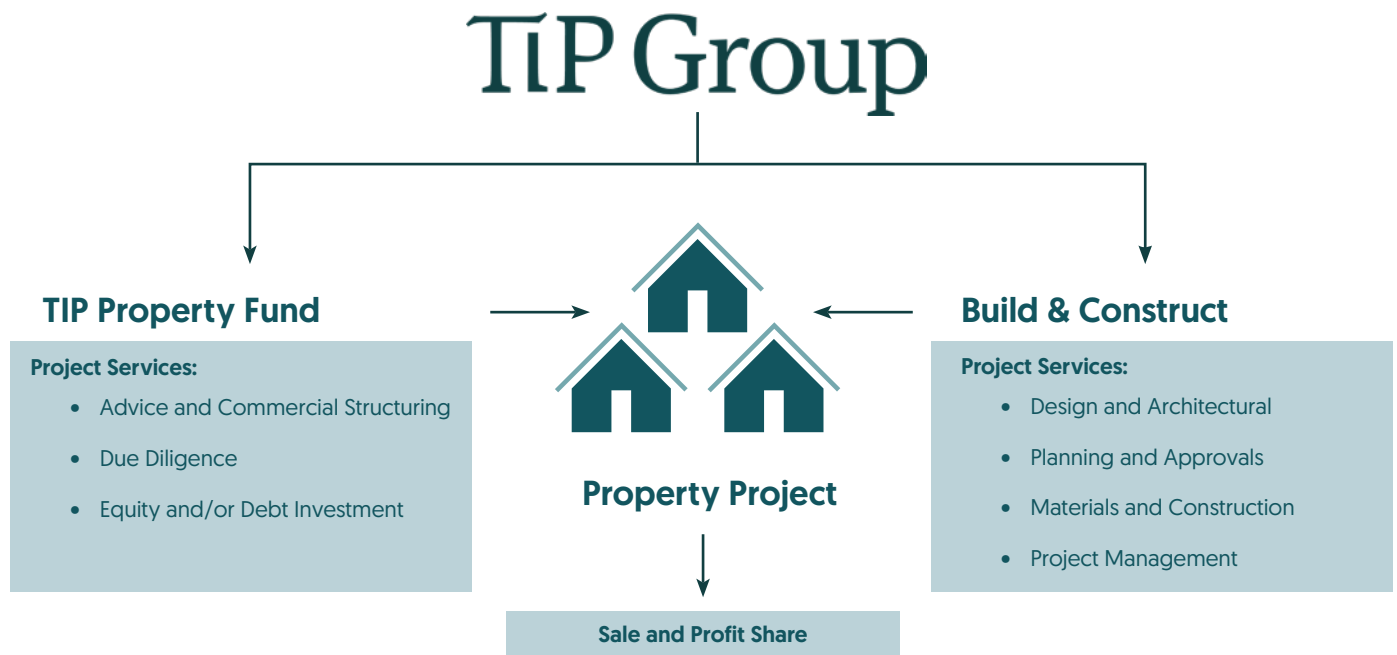 TiP Group
TIP Property Fund
Project Services:
• Advice and Commercial Structuring
• Due Diligence
• Equity and/or Debt Investment
Property Project
Sale and Profit Share
Build & Construct
Project Services:
• Design and Architectural
• Planning and Approvals
• Materials and Construction
• Project Management